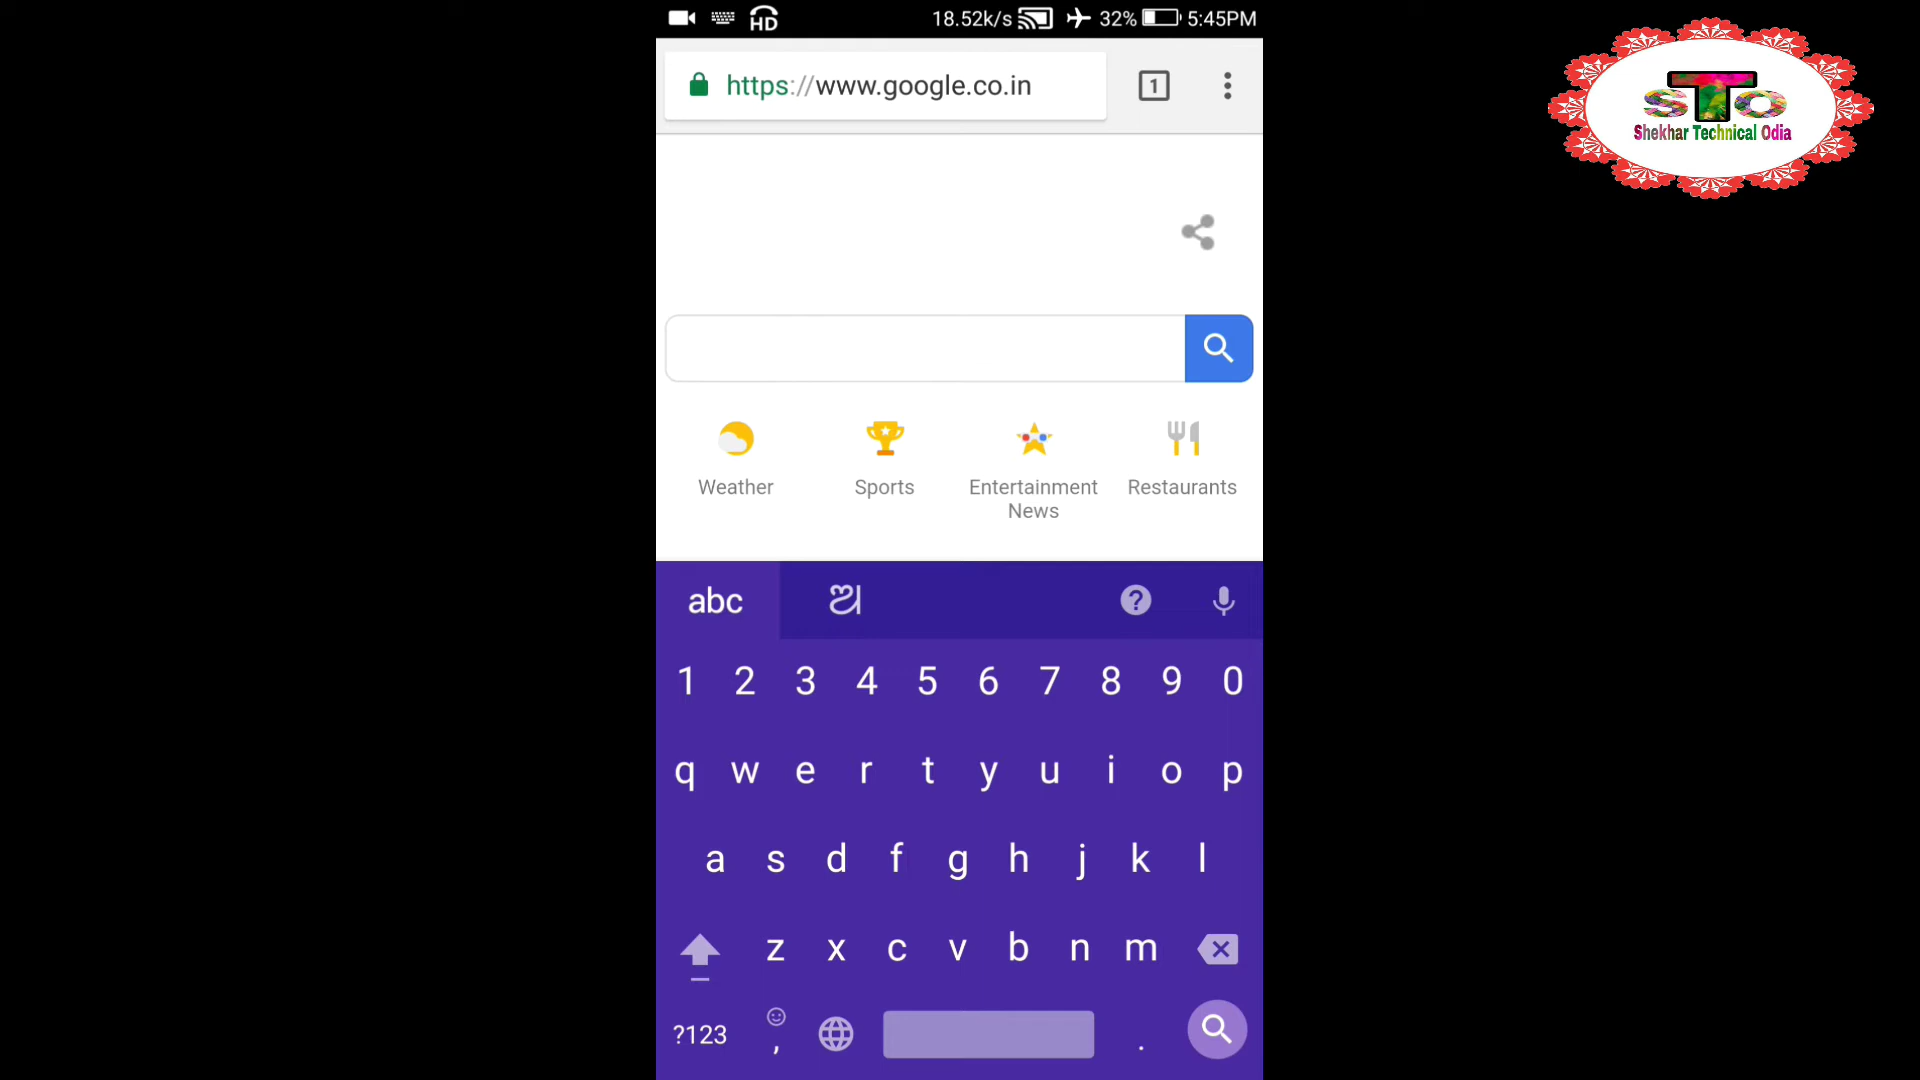 HD 18.52k/s 32% 5:45PM
https://www.google.co.in 1
STO
Shekhar Technical Odia
Weather Sports Entertainment News Restaurants
abc ଅ ?
1 2 3 4 5 6 7 8 9 0
q w e r t y u i o p
a s d f g h j k l
z x c v b n m
?123 , .